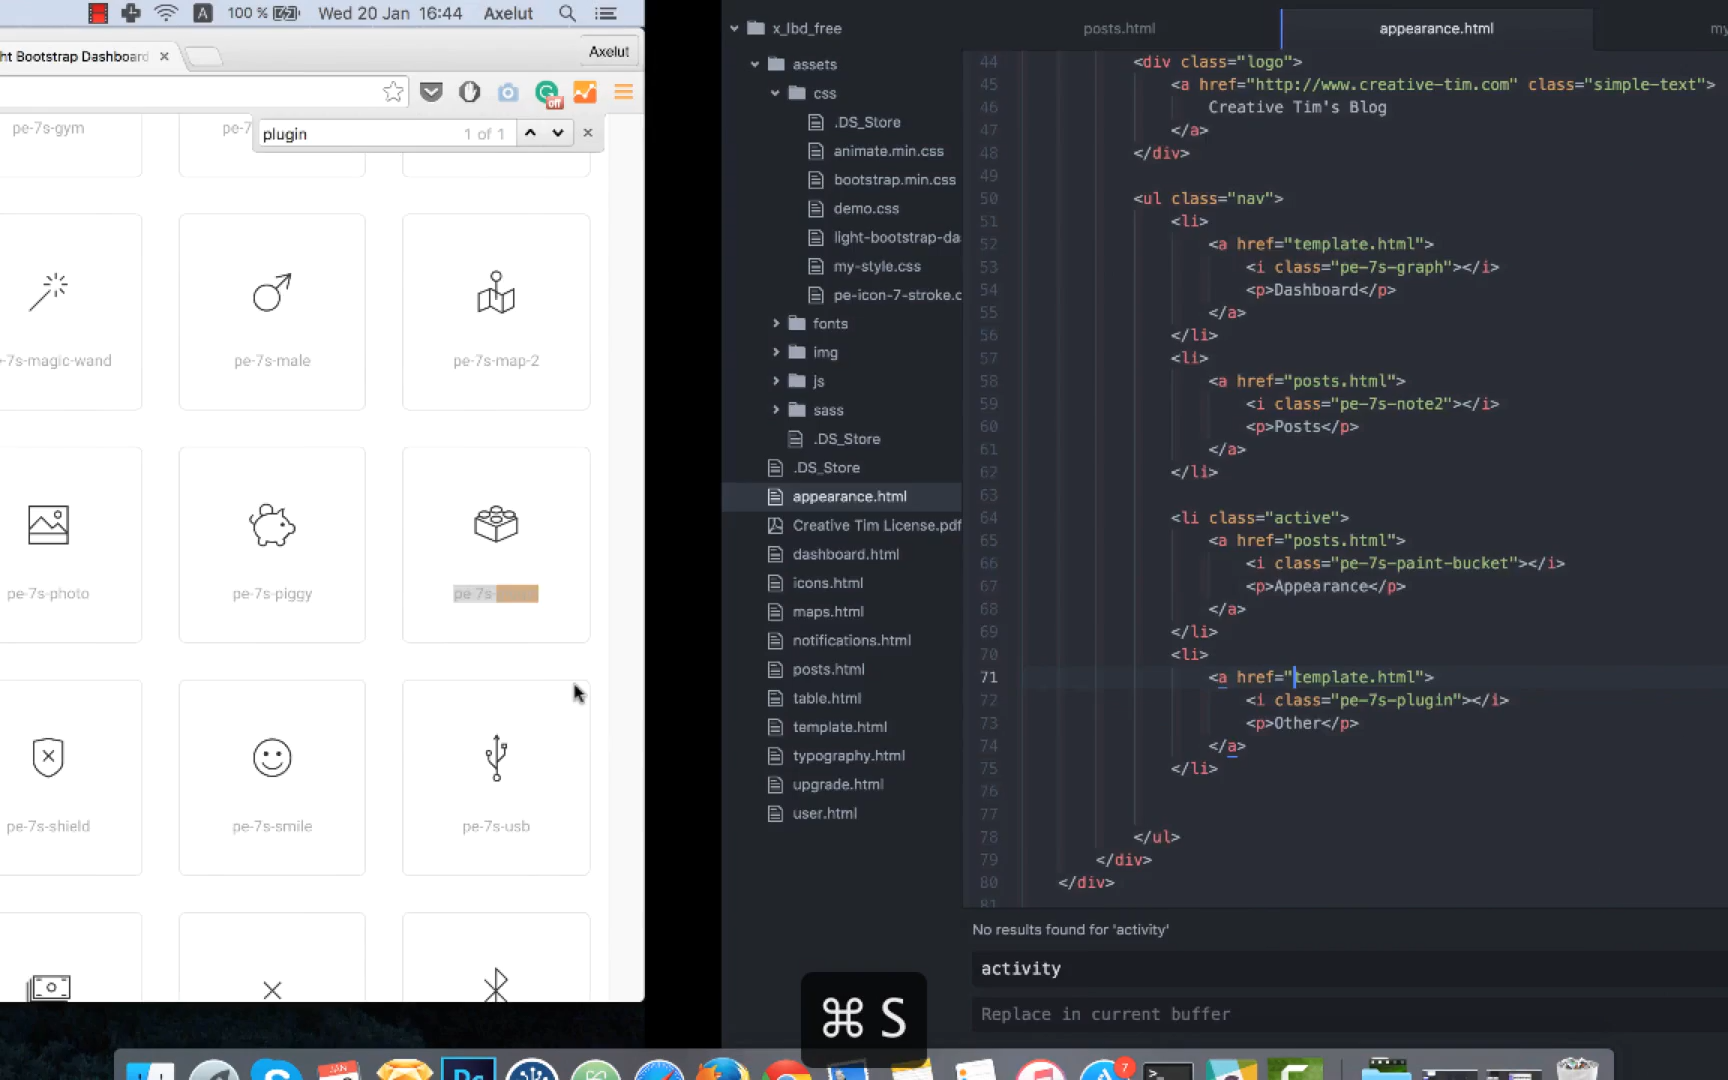 100 %
Wed 20 Jan 16:44
Axelut
ht Bootstrap Dashboard
Axelut
off
pe-7s-gym
pe-7
plugin
1 of 1
-7s-magic-wand
pe-7s-male
pe-7s-map-2
pe-7s-photo
pe-7s-piggy
pe-7s-
pe-7s-shield
pe-7s-smile
pe-7s-usb
x_lbd_free
assets
css
.DS_Store
animate.min.css
bootstrap.min.css
demo.css
light-bootstrap-da
my-style.css
pe-icon-7-stroke.c
fonts
img
js
sass
.DS_Store
.DS_Store
appearance.html
Creative Tim License.pdf
dashboard.html
icons.html
maps.html
notifications.html
posts.html
table.html
template.html
typography.html
upgrade.html
user.html
posts.html
appearance.html
my
44 <div class="logo">
45 <a href="http://www.creative-tim.com" class="simple-text">
46 Creative Tim's Blog
47 </a>
48 </div>
49
50 <ul class="nav">
51 <li>
52 <a href="template.html">
53 <i class="pe-7s-graph"></i>
54 <p>Dashboard</p>
55 </a>
56 </li>
57 <li>
58 <a href="posts.html">
59 <i class="pe-7s-note2"></i>
60 <p>Posts</p>
61 </a>
62 </li>
63
64 <li class="active">
65 <a href="posts.html">
66 <i class="pe-7s-paint-bucket"></i>
67 <p>Appearance</p>
68 </a>
69 </li>
70 <li>
71 <a href="template.html">
72 <i class="pe-7s-plugin"></i>
73 <p>Other</p>
74 </a>
75 </li>
76
77
78 </ul>
79 </div>
80 </div>
81
No results found for 'activity'
activity
Replace in current buffer
⌘ S
JAN
Ps
7